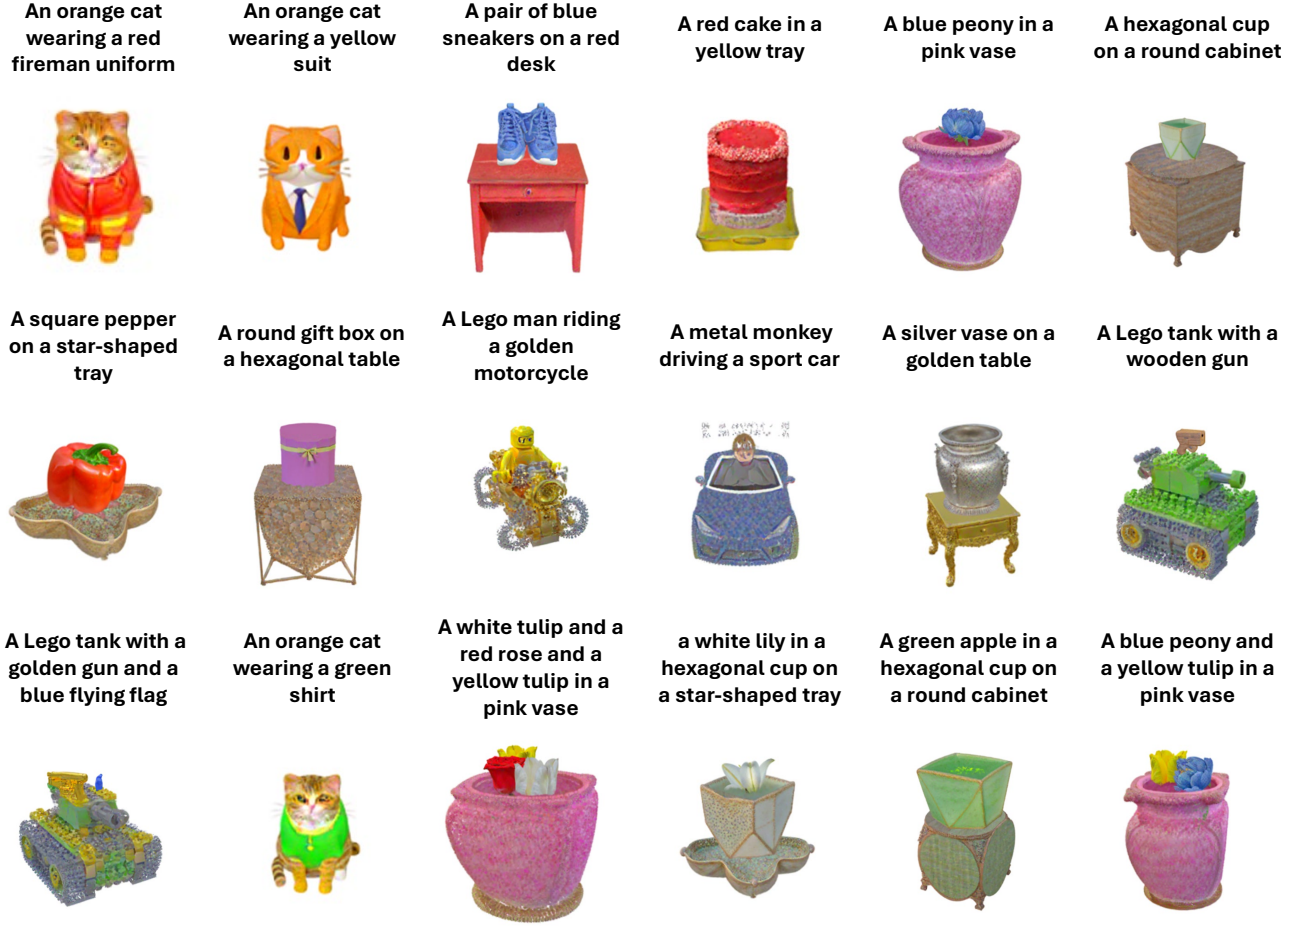 An orange cat
wearing a red
fireman uniform
An orange cat
wearing a yellow
suit
A pair of blue
sneakers on a red
desk
A red cake in a
yellow tray
A blue peony in a
pink vase
A hexagonal cup
on a round cabinet
A square pepper
on a star-shaped
tray
A round gift box on
a hexagonal table
A Lego man riding
a golden
motorcycle
A metal monkey
driving a sport car
A silver vase on a
golden table
A Lego tank with a
wooden gun
A Lego tank with a
golden gun and a
blue flying flag
An orange cat
wearing a green
shirt
A white tulip and a
red rose and a
yellow tulip in a
pink vase
a white lily in a
hexagonal cup on
a star-shaped tray
A green apple in a
hexagonal cup on
a round cabinet
A blue peony and
a yellow tulip in a
pink vase